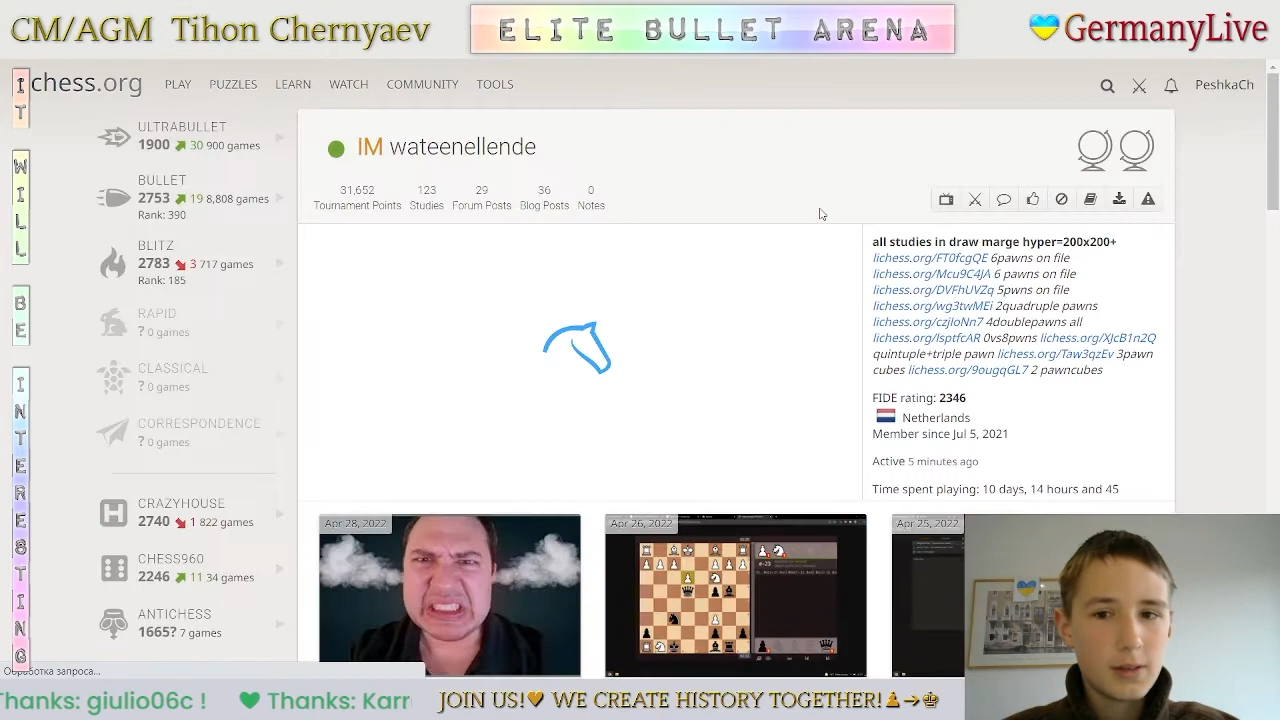 CM/AGM Tihon Chernyaev
ELITE BULLET ARENA
GermanyLive
IT WILL BE INTERESTING
chess.org
PLAY PUZZLES LEARN WATCH COMMUNITY TOOLS
PeshkaCh
ULTRABULLET
1900 30 900 games
BULLET
2753 19 8,808 games
Rank: 390
BLITZ
2783 3 717 games
Rank: 185
RAPID
? 0 games
CLASSICAL
? 0 games
CORRESPONDENCE
? 0 games
CRAZYHOUSE
CHESS960
2246 11 34 games
ANTICHESS
1665? 7 games
IM wateenellende
31,652 123 29 36 0
Tournament Points Studies Forum Posts Blog Posts Notes
all studies in draw marge hyper=200x200+
lichess.org/FT0fcgQE 6pawns on file
lichess.org/Mcu9C4JA 6 pawns on file
lichess.org/DVFhUVZq 5pawns on file
lichess.org/wg3twMEi 2quadruple pawns
lichess.org/czjIoNn7 4doublepawns all
lichess.org/IsptfcAR 0vs8pwns lichess.org/XJcB1n2Q
quintuple+triple pawn lichess.org/Taw3qzEv 3pawn
cubes lichess.org/9ougqGL7 2 pawncubes
FIDE rating: 2346
Netherlands
Member since Jul 5, 2021
Active 5 minutes ago
Time spent playing: 10 days, 14 hours and 45
Apr 28, 2022
Apr 26, 2022
Apr 25, 2022
Обработка запроса...
Thanks: giulio06c !
Thanks: Karr
JOIN US! WE CREATE HISTORY TOGETHER!